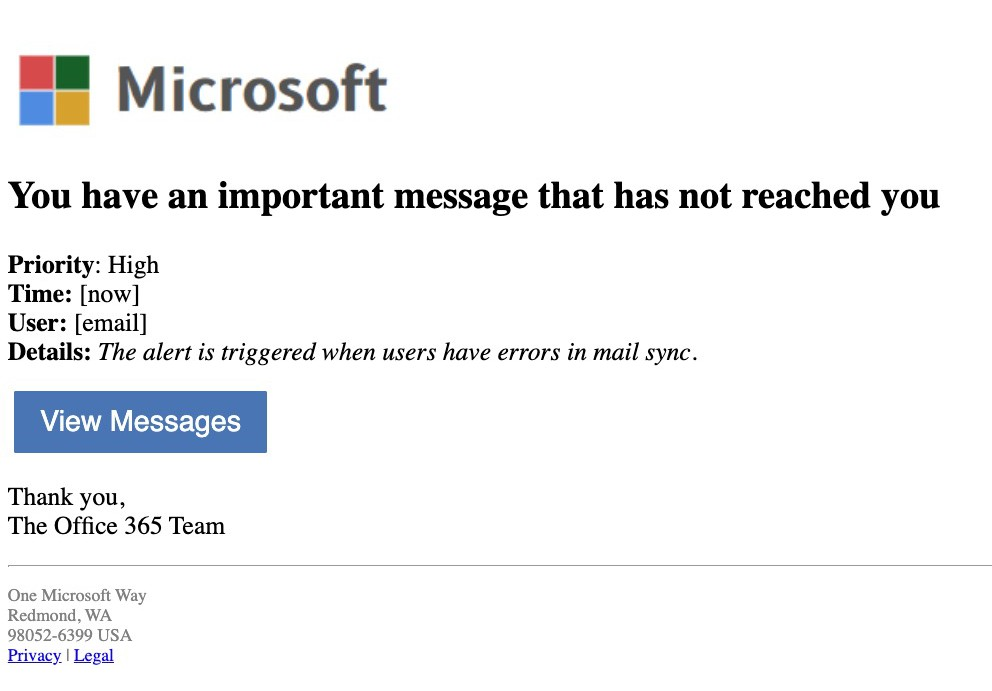 Microsoft
You have an important message that has not reached you
Priority: High
Time: [now]
User: [email]
Details: The alert is triggered when users have errors in mail sync.
View Messages
Thank you,
The Office 365 Team
One Microsoft Way
Redmond, WA
98052-6399 USA
Privacy | Legal